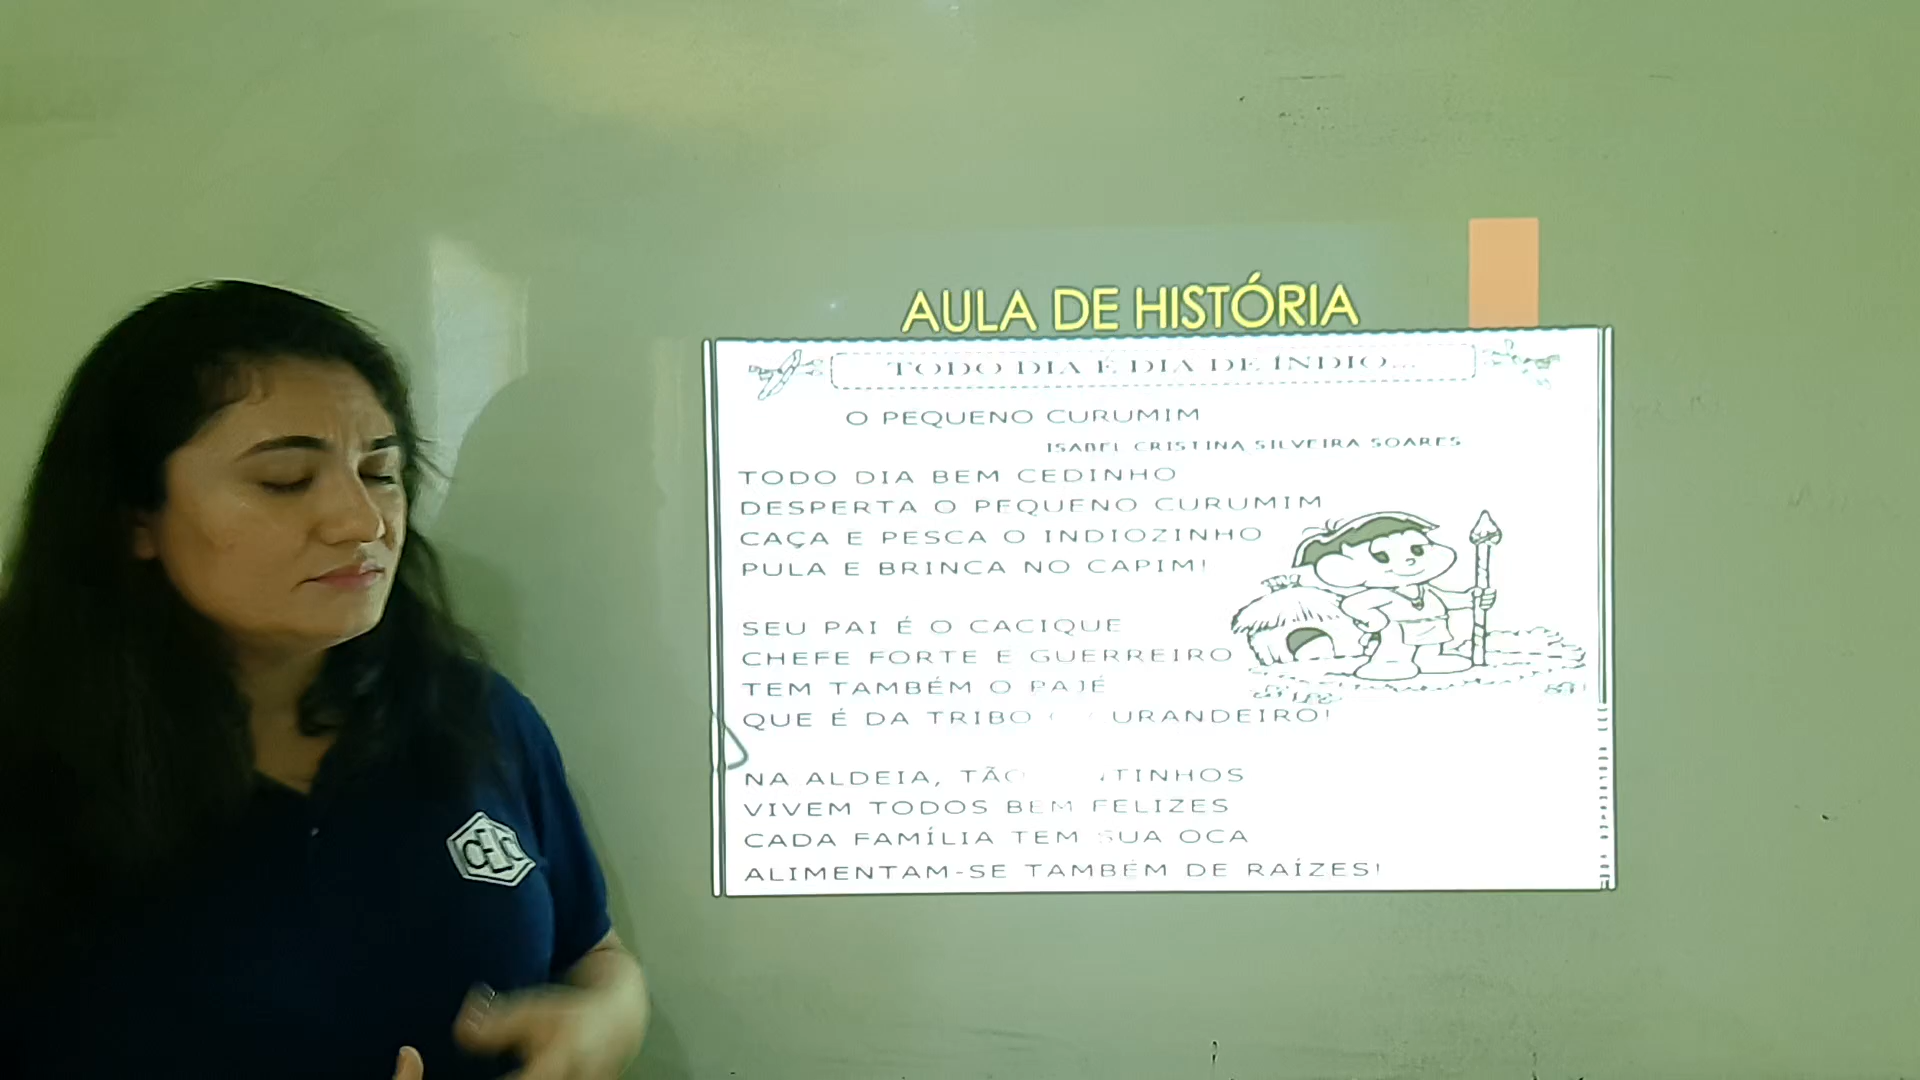 AULA DE HISTÓRIA
TODO DIA É DIA DE ÍNDIO...
O PEQUENO CURUMIM
ISABEL CRISTINA SILVEIRA SOARES
TODO DIA BEM CEDINHO
DESPERTA O PEQUENO CURUMIM
CAÇA E PESCA O INDIOZINHO
PULA E BRINCA NO CAPIM!
SEU PAI É O CACIQUE
CHEFE FORTE E GUERREIRO
TEM TAMBÉM O PAJÉ
QUE É DA TRIBO URANDEIRO!
NA ALDEIA, TÃO TINHOS
VIVEM TODOS BEM FELIZES
CADA FAMÍLIA TEM SUA OCA
ALIMENTAM-SE TAMBÉM DE RAÍZES!
CELC